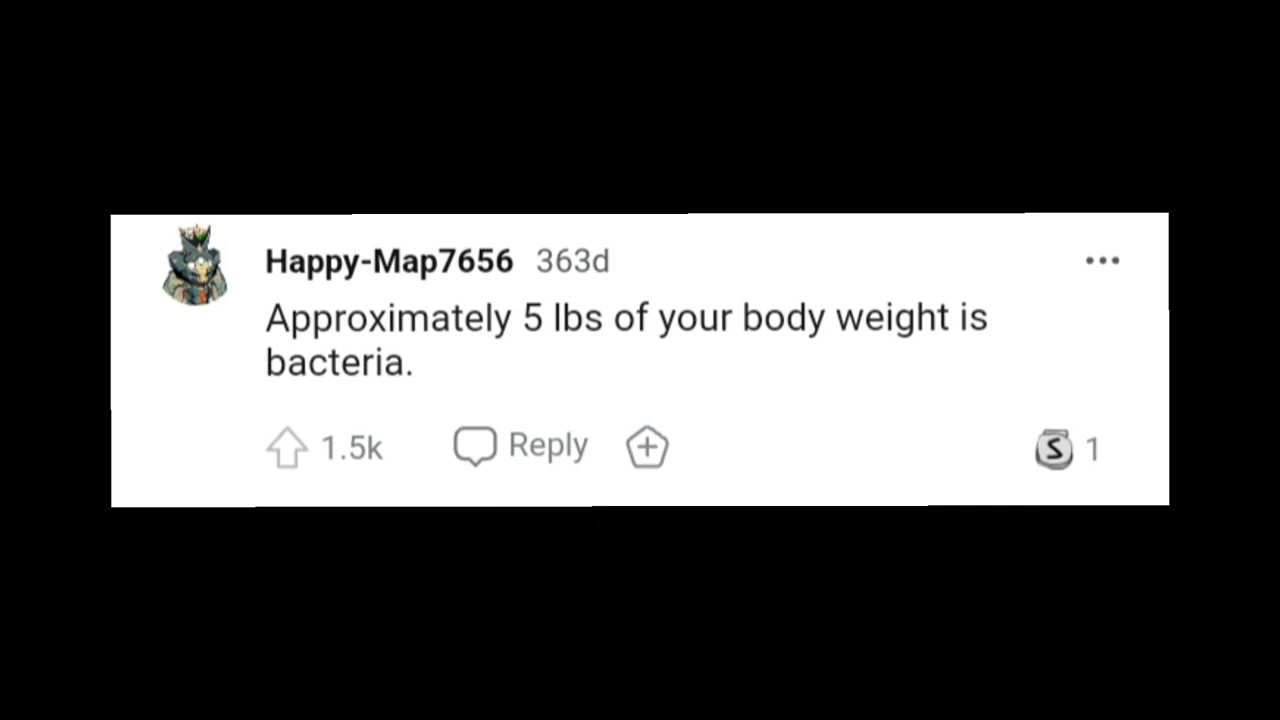 Happy-Map7656 363d
Approximately 5 lbs of your body weight is
bacteria.
1.5k Reply S 1